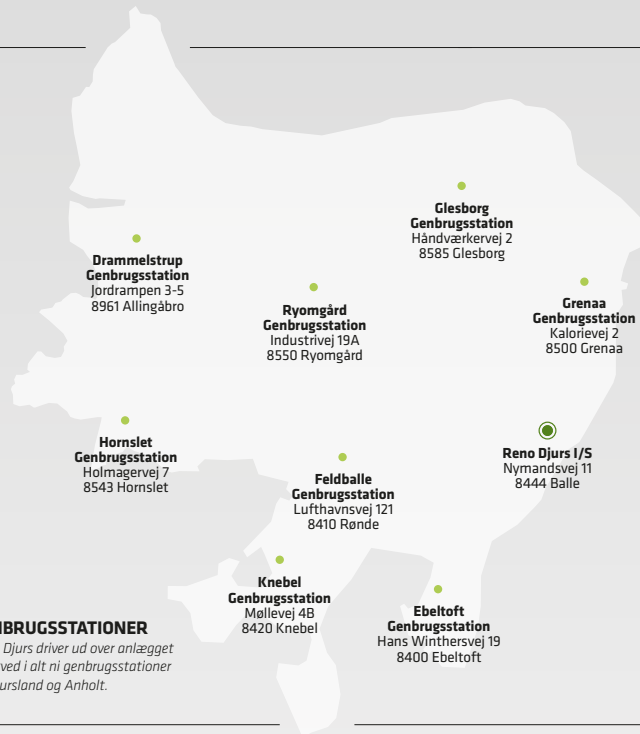 Glesborg
Genbrugsstation
Håndværkervej 2
8585 Glesborg
Drammelstrup
Genbrugsstation
Jordrampen 3-5
8961 Allingåbro
Ryomgård
Genbrugsstation
Industrivej 19A
8550 Ryomgård
Grenaa
Genbrugsstation
Kalorievej 2
8500 Grenaa
Hornslet
Genbrugsstation
Holmagervej 7
8543 Hornslet
Reno Djurs I/S
Nymandsvej 11
8444 Balle
Feldballe
Genbrugsstation
Lufthavnsvej 121
8410 Rønde
Knebel
Genbrugsstation
Møllevej 4B
8420 Knebel
Ebeltoft
Genbrugsstation
Hans Winthersvej 19
8400 Ebeltoft
NBRUGSSTATIONER
Djurs driver ud over anlægget
ved i alt ni genbrugsstationer
ursland og Anholt.